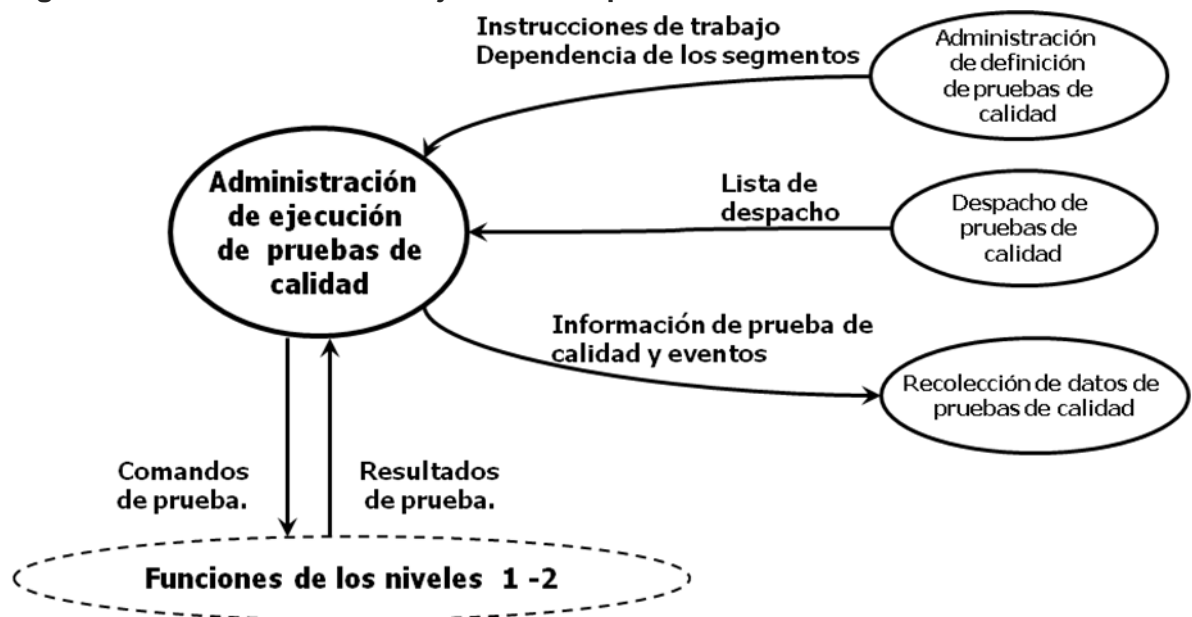 Instrucciones de trabajo
Dependencia de los segmentos
Administración
de definición
de pruebas de
calidad
Administración
de ejecución
de pruebas de
calidad
Lista de
despacho
Despacho de
pruebas de
calidad
Información de prueba de
calidad y eventos
Recolección de datos de
pruebas de calidad
Comandos
de prueba.
Resultados
de prueba.
Funciones de los niveles 1 -2